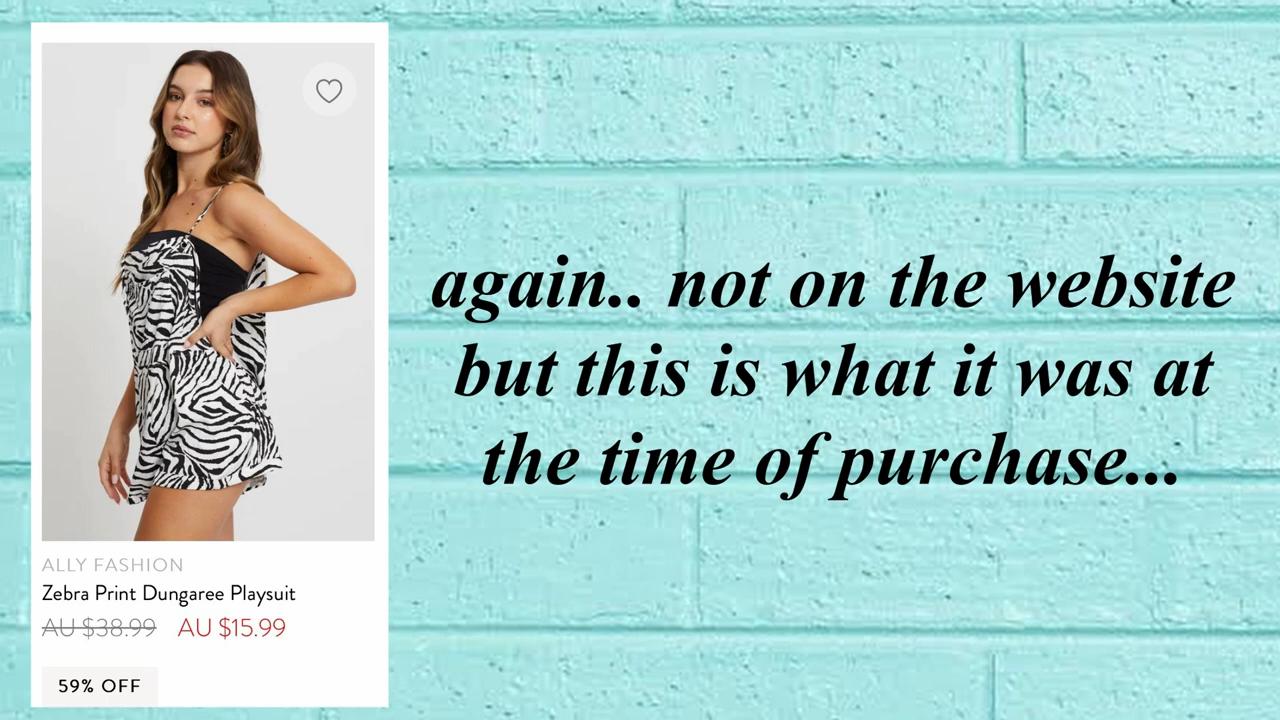 ALLY FASHION
Zebra Print Dungaree Playsuit
AU $38.99 AU $15.99
59% OFF
again.. not on the website
but this is what it was at
the time of purchase...